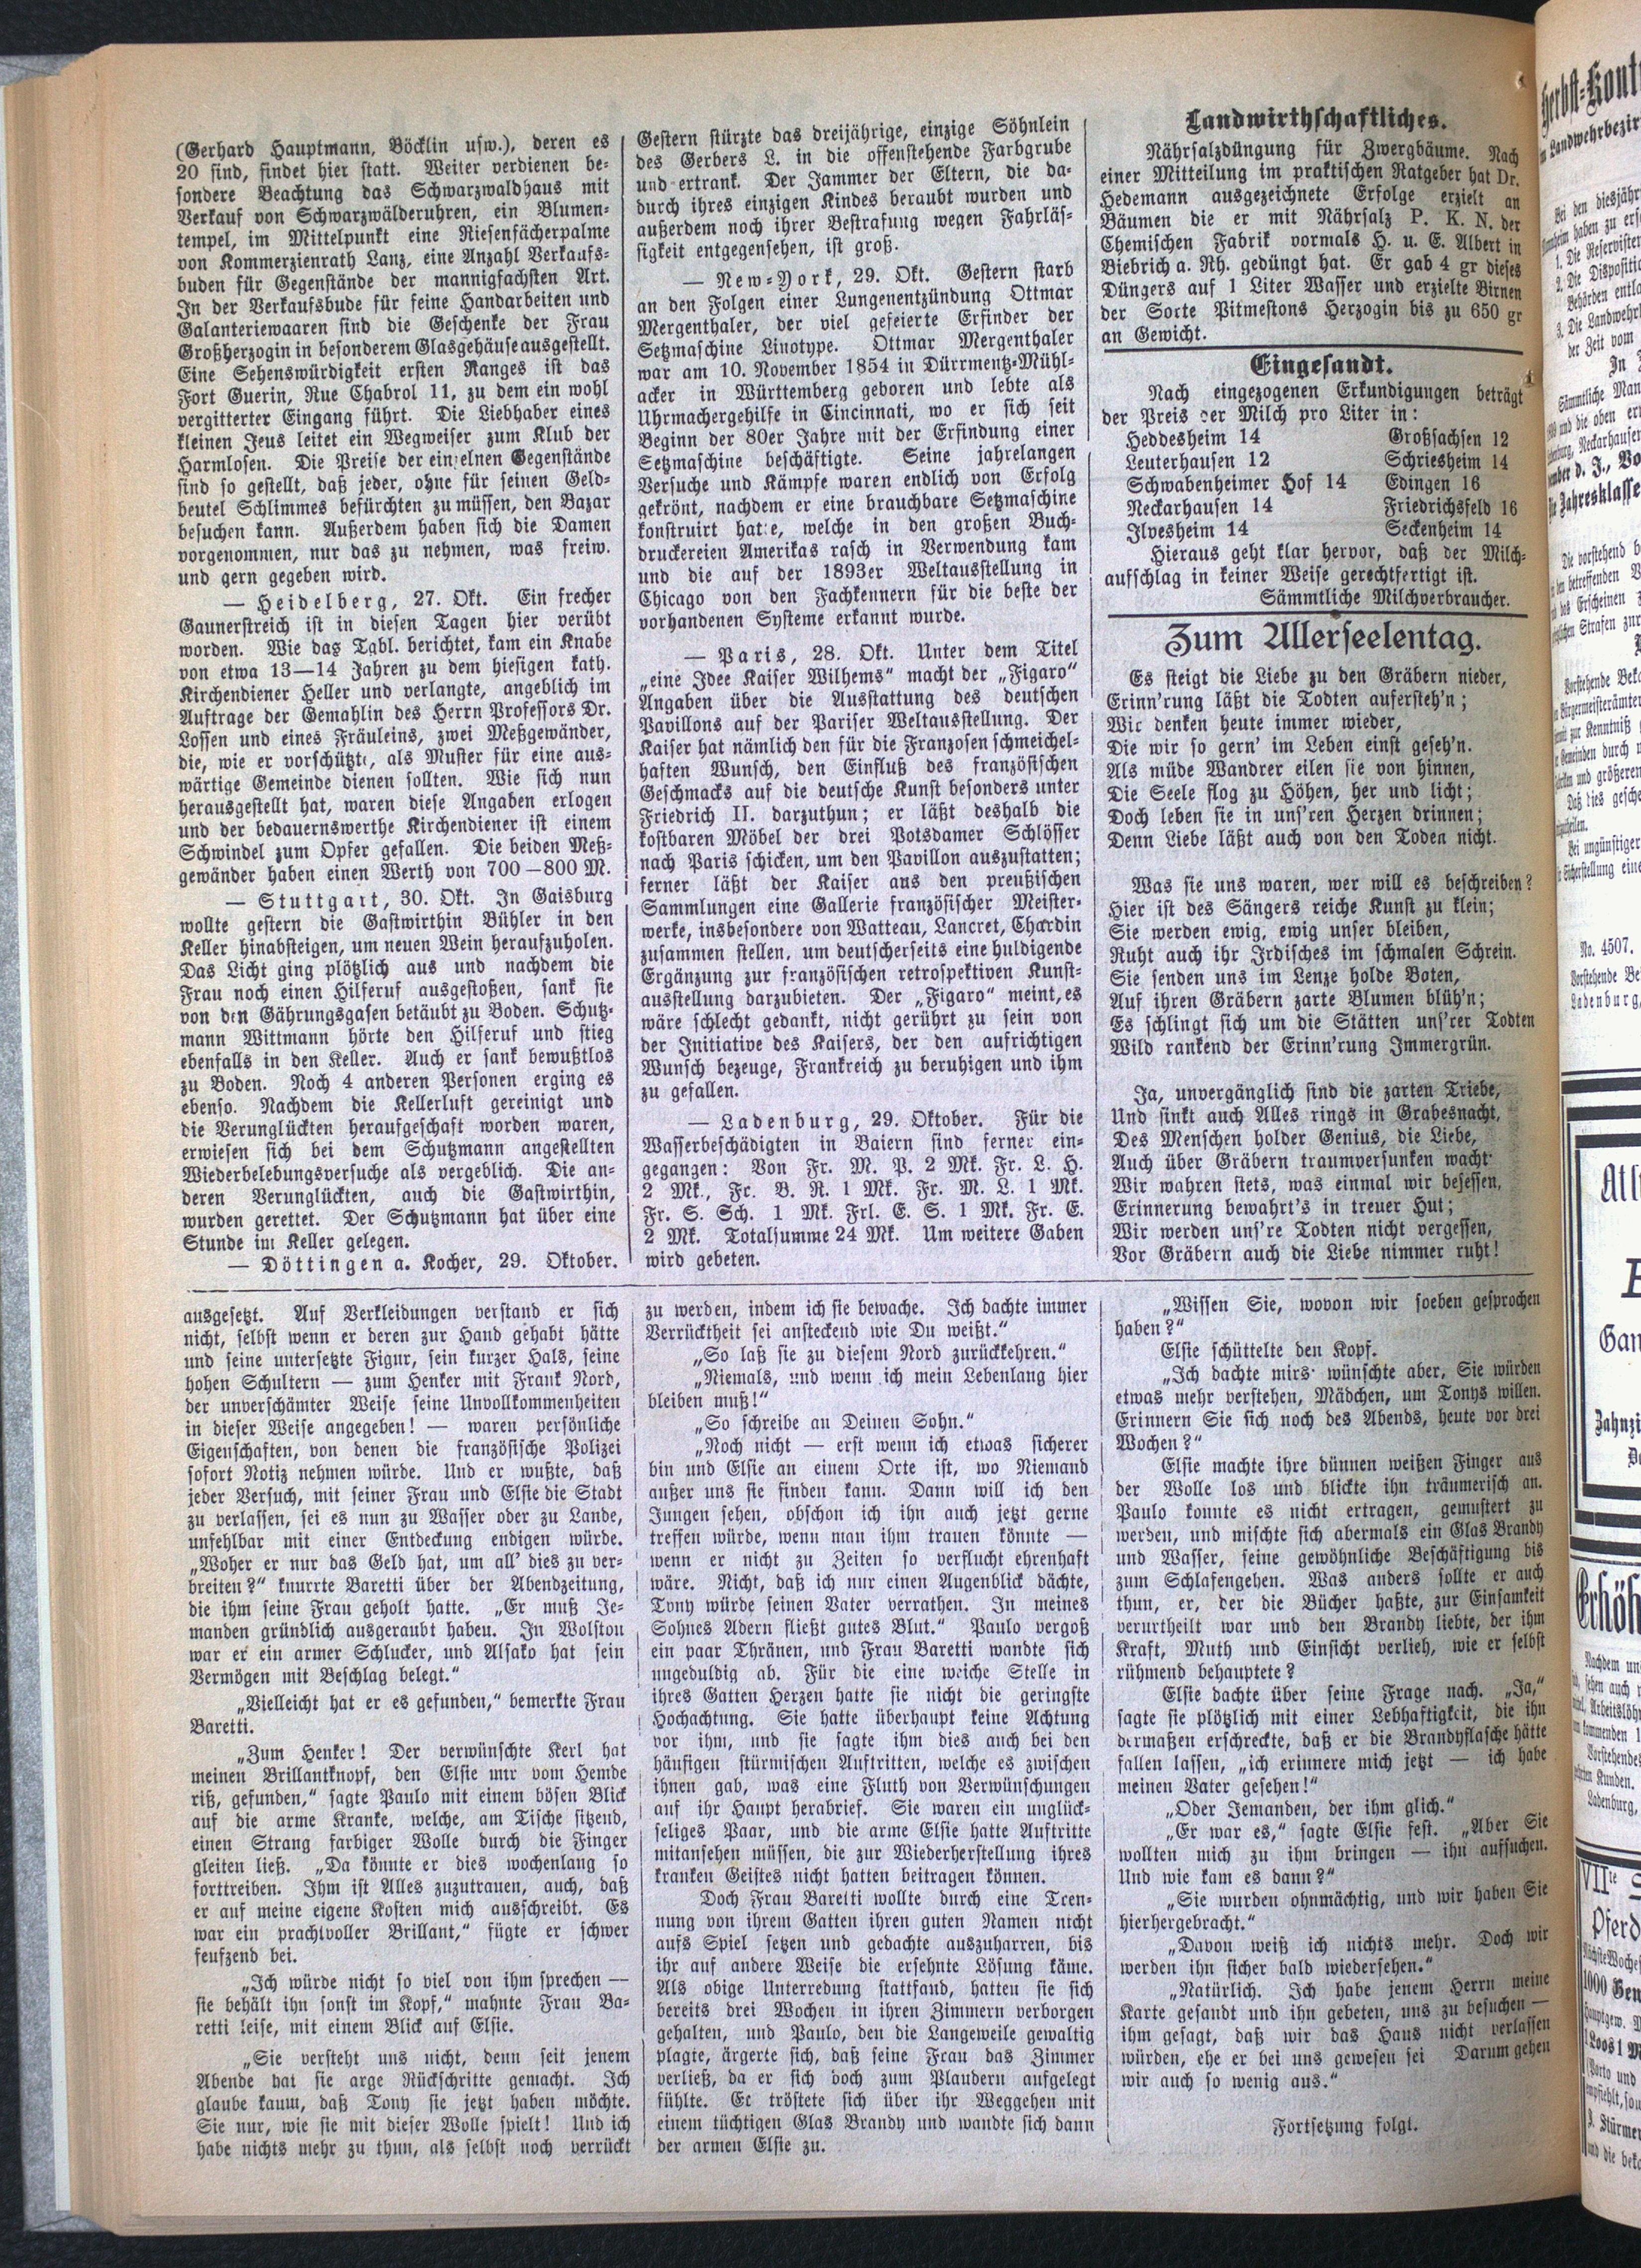 (Gerhard Hauptmann, Böcklin usw.), deren es
20 sind, findet hier statt. Weiter verdienen be-
sondere Beachtung das Schwarzwaldhaus mit
Verkauf von Schwarzwälderuhren, ein Blumen-
tempel, im Mittelpunkt eine Riesenfächerpalme
von Kommerzienrath Lanz, eine Anzahl Verkaufs-
buden für Gegenstände der mannigfachsten Art.
In der Verkaufsbude für feine Handarbeiten und
Galanteriewaaren sind die Geschenke der Frau
Großherzogin in besonderem Glasgehäuse ausgestellt.
Eine Sehenswürdigkeit ersten Ranges ist das
Fort Guerin, Rue Chabrol 11, zu dem ein wohl
vergitterter Eingang führt. Die Liebhaber eines
kleinen Jeus leitet ein Wegweiser zum Klub der
Harmlosen. Die Preise der einzelnen Gegenstände
sind so gestellt, daß jeder, ohne für seinen Geld-
beutel Schlimmes befürchten zu müssen, den Bazar
besuchen kann. Außerdem haben sich die Damen
vorgenommen, nur das zu nehmen, was freiw.
und gern gegeben wird.
— Heidelberg, 27. Okt. Ein frecher
Gaunerstreich ist in diesen Tagen hier verübt
worden. Wie das Tgbl. berichtet, kam ein Knabe
von etwa 13—14 Jahren zu dem hiesigen kath.
Kirchendiener Heller und verlangte, angeblich im
Auftrage der Gemahlin des Herrn Professors Dr.
Lossen und eines Fräuleins, zwei Meßgewänder,
die, wie er vorschützte, als Muster für eine aus-
wärtige Gemeinde dienen sollten. Wie sich nun
herausgestellt hat, waren diese Angaben erlogen
und der bedauernswerthe Kirchendiener ist einem
Schwindel zum Opfer gefallen. Die beiden Meß-
gewänder haben einen Werth von 700—800 M.
— Stuttgart, 30. Okt. In Gaisburg
wollte gestern die Gastwirthin Bühler in den
Keller hinabsteigen, um neuen Wein heraufzuholen.
Das Licht ging plötzlich aus und nachdem die
Frau noch einen Hilferuf ausgestoßen, sank sie
von den Gährungsgasen betäubt zu Boden. Schutz-
mann Wittmann hörte den Hilferuf und stieg
ebenfalls in den Keller. Auch er sank bewußtlos
zu Boden. Noch 4 anderen Personen erging es
ebenso. Nachdem die Kellerluft gereinigt und
die Verunglückten heraufgeschaft worden waren,
erwiesen sich bei dem Schutzmann angestellten
Wiederbelebungsversuche als vergeblich. Die an-
deren Verunglückten, auch die Gastwirthin,
wurden gerettet. Der Schutzmann hat über eine
Stunde im Keller gelegen.
— Döttingen a. Kocher, 29. Oktober.
Gestern stürzte das dreijährige, einzige Söhnlein
des Gerbers L. in die offenstehende Farbgrube
und ertrank. Der Jammer der Eltern, die da-
durch ihres einzigen Kindes beraubt wurden und
außerdem noch ihrer Bestrafung wegen Fahrläs-
sigkeit entgegensehen, ist groß.
— New-York, 29. Okt. Gestern starb
an den Folgen einer Lungenentzündung Ottmar
Mergenthaler, der viel gefeierte Erfinder der
Setzmaschine Linotype. Ottmar Mergenthaler
war am 10. November 1854 in Dürrmentz-Mühl-
acker in Württemberg geboren und lebte als
Uhrmachergehilfe in Cincinnati, wo er sich seit
Beginn der 80er Jahre mit der Erfindung einer
Setzmaschine beschäftigte. Seine jahrelangen
Versuche und Kämpfe waren endlich von Erfolg
gekrönt, nachdem er eine brauchbare Setzmaschine
konstruirt hatte, welche in den großen Buch-
druckereien Amerikas rasch in Verwendung kam
und die auf der 1893er Weltausstellung in
Chicago von den Fachkennern für die beste der
vorhandenen Systeme erkannt wurde.
— Paris, 28. Okt. Unter dem Titel
„eine Idee Kaiser Wilhems“ macht der „Figaro“
Angaben über die Ausstattung des deutschen
Pavillons auf der Pariser Weltausstellung. Der
Kaiser hat nämlich den für die Franzosen schmeichel-
haften Wunsch, den Einfluß des französischen
Geschmacks auf die deutsche Kunst besonders unter
Friedrich II. darzuthun; er läßt deshalb die
kostbaren Möbel der drei Potsdamer Schlösser
nach Paris schicken, um den Pavillon auszustatten;
ferner läßt der Kaiser aus den preußischen
Sammlungen eine Gallerie französischer Meister-
werke, insbesondere von Watteau, Lancret, Chardin
zusammen stellen, um deutscherseits eine huldigende
Ergänzung zur französischen retrospektiven Kunst-
ausstellung darzubieten. Der „Figaro“ meint, es
wäre schlecht gedankt, nicht gerührt zu sein von
der Initiative des Kaisers, der den aufrichtigen
Wunsch bezeuge, Frankreich zu beruhigen und ihm
zu gefallen.
— Ladenburg, 29. Oktober. Für die
Wasserbeschädigten in Baiern sind ferner ein-
gegangen: Von Fr. M. P. 2 Mk. Fr. L. H.
2 Mk., Fr. B. R. 1 Mk. Fr. M. L. 1 Mk.
Fr. S. Sch. 1 Mk. Frl. E. S. 1 Mk. Fr. E.
2 Mk. Totalsumme 24 Mk. Um weitere Gaben
wird gebeten.
Landwirthschaftliches.
Nährsalzdüngung für Zwergbäume. Nach
einer Mitteilung im praktischen Ratgeber hat Dr.
Hedemann ausgezeichnete Erfolge erzielt an
Bäumen die er mit Nährsalz P. K. N. der
Chemischen Fabrik vormals H. u. E. Albert in
Biebrich a. Rh. gedüngt hat. Er gab 4 gr dieses
Düngers auf 1 Liter Wasser und erzielte Birnen
der Sorte Pitmestons Herzogin bis zu 650 gr
an Gewicht.
Eingesandt.
Nach eingezogenen Erkundigungen beträgt
der Preis der Milch pro Liter in:
Heddesheim 14 Großsachsen 12
Leuterhausen 12 Schriesheim 14
Schwabenheimer Hof 14 Edingen 16
Neckarhausen 14 Friedrichsfeld 16
Ilvesheim 14 Seckenheim 14
Hieraus geht klar hervor, daß der Milch-
aufschlag in keiner Weise gerechtfertigt ist.
Sämmtliche Milchverbraucher.
Zum Allerseelentag.
Es steigt die Liebe zu den Gräbern nieder,
Erinn'rung läßt die Todten aufersteh'n;
Wir denken heute immer wieder,
Die wir so gern' im Leben einst geseh'n.
Als müde Wandrer eilen sie von hinnen,
Die Seele flog zu Höhen, her und licht;
Doch leben sie in uns'ren Herzen drinnen;
Denn Liebe läßt auch von den Toden nicht.
Was sie uns waren, wer will es beschreiben?
Hier ist des Sängers reiche Kunst zu klein;
Sie werden ewig, ewig unser bleiben,
Ruht auch ihr Irdisches im schmalen Schrein.
Sie senden uns im Lenze holde Boten,
Auf ihren Gräbern zarte Blumen blüh'n;
Es schlingt sich um die Stätten uns'rer Todten
Wild rankend der Erinn'rung Immergrün.
Ja, unvergänglich sind die zarten Triebe,
Und sinkt auch Alles rings in Grabesnacht,
Des Menschen holder Genius, die Liebe,
Auch über Gräbern traumversunken wacht
Wir wahren stets, was einmal wir besessen,
Erinnerung bewahrt's in treuer Hut;
Wir werden uns're Todten nicht vergessen,
Vor Gräbern auch die Liebe nimmer ruht!
ausgesetzt. Auf Verkleidungen verstand er sich
nicht, selbst wenn er deren zur Hand gehabt hätte
und seine untersetzte Figur, sein kurzer Hals, seine
hohen Schultern — zum Henker mit Frank Nord,
der unverschämter Weise seine Unvollkommenheiten
in dieser Weise angegeben! — waren persönliche
Eigenschaften, von denen die französische Polizei
sofort Notiz nehmen würde. Und er wußte, daß
jeder Versuch, mit seiner Frau und Elsie die Stadt
zu verlassen, sei es nun zu Wasser oder zu Lande,
unfehlbar mit einer Entdeckung endigen würde.
„Woher er nur das Geld hat, um all' dies zu ver-
breiten?“ knurrte Baretti über der Abendzeitung,
die ihm seine Frau geholt hatte. „Er muß Je-
manden gründlich ausgeraubt haben. In Wolston
war er ein armer Schlucker, und Alsako hat sein
Vermögen mit Beschlag belegt.“
„Vielleicht hat er es gefunden,“ bemerkte Frau
Baretti.
„Zum Henker! Der verwünschte Kerl hat
meinen Brillantknopf, den Elsie mir vom Hemde
riß, gefunden,“ sagte Paulo mit einem bösen Blick
auf die arme Kranke, welche, am Tische sitzend,
einen Strang farbiger Wolle durch die Finger
gleiten ließ. „Da könnte er dies wochenlang so
forttreiben. Ihm ist Alles zuzutrauen, auch, daß
er auf meine eigene Kosten mich ausschreibt. Es
war ein prachtvoller Brillant,“ fügte er schwer
seufzend bei.
„Ich würde nicht so viel von ihm sprechen —
sie behält ihn sonst im Kopf,“ mahnte Frau Ba-
retti leise, mit einem Blick auf Elsie.
„Sie versteht uns nicht, denn seit jenem
Abende hat sie arge Rückschritte gemacht. Ich
glaube kaum, daß Tony sie jetzt haben möchte.
Sie nur, wie sie mit dieser Wolle spielt! Und ich
habe nichts mehr zu thun, als selbst noch verrückt
zu werden, indem ich sie bewache. Ich dachte immer
Verrücktheit sei ansteckend wie Du weißt.“
„So laß sie zu diesem Nord zurückkehren.“
„Niemals, und wenn ich mein Lebenlang hier
bleiben muß!“
„So schreibe an Deinen Sohn.“
„Noch nicht — erst wenn ich etwas sicherer
bin und Elsie an einem Orte ist, wo Niemand
außer uns sie finden kann. Dann will ich den
Jungen sehen, obschon ich ihn auch jetzt gerne
treffen würde, wenn man ihm trauen könnte —
wenn er nicht zu Zeiten so verflucht ehrenhaft
wäre. Nicht, daß ich nur einen Augenblick dächte,
Tony würde seinen Vater verrathen. In meines
Sohnes Adern fließt gutes Blut.“ Paulo vergoß
ein paar Thränen, und Frau Baretti wandte sich
ungeduldig ab. Für die eine weiche Stelle in
ihres Gatten Herzen hatte sie nicht die geringste
Hochachtung. Sie hatte überhaupt keine Achtung
vor ihm, und sie sagte ihm dies auch bei den
häufigen stürmischen Auftritten, welche es zwischen
ihnen gab, was eine Fluth von Verwünschungen
auf ihr Haupt herabrief. Sie waren ein unglück-
seliges Paar, und die arme Elsie hatte Auftritte
mitansehen müssen, die zur Wiederherstellung ihres
kranken Geistes nicht hatten beitragen können.
Doch Frau Baretti wollte durch eine Tren-
nung von ihrem Gatten ihren guten Namen nicht
aufs Spiel setzen und gedachte auszuharren, bis
ihr auf andere Weise die ersehnte Lösung käme.
Als obige Unterredung stattfand, hatten sie sich
bereits drei Wochen in ihren Zimmern verborgen
gehalten, und Paulo, den die Langeweile gewaltig
plagte, ärgerte sich, daß seine Frau das Zimmer
verließ, da er sich doch zum Plaudern aufgelegt
fühlte. Er tröstete sich über ihr Weggehen mit
einem tüchtigen Glas Brandy und wandte sich dann
der armen Elsie zu.
„Wissen Sie, wovon wir soeben gesprochen
haben?“
Elsie schüttelte den Kopf.
„Ich dachte mirs· wünschte aber, Sie würden
etwas mehr verstehen, Mädchen, um Tonys willen.
Erinnern Sie sich noch des Abends, heute vor drei
Wochen?“
Elsie machte ihre dünnen weißen Finger aus
der Wolle los und blickte ihn träumerisch an.
Paulo konnte es nicht ertragen, gemustert zu
werden, und mischte sich abermals ein Glas Brandy
und Wasser, seine gewöhnliche Beschäftigung bis
zum Schlafengehen. Was anders sollte er auch
thun, er, der die Bücher haßte, zur Einsamkeit
verurtheilt war und den Brandy liebte, der ihm
Kraft, Muth und Einsicht verlieh, wie er selbst
rühmend behauptete?
Elsie dachte über seine Frage nach. „Ja,“
sagte sie plötzlich mit einer Lebhaftigkeit, die ihn
dermaßen erschreckte, daß er die Brandyflasche hätte
fallen lassen, „ich erinnere mich jetzt — ich habe
meinen Vater gesehen!“
„Oder Jemanden, der ihm glich.“
„Er war es,“ sagte Elsie fest. „Aber Sie
wollten mich zu ihm bringen — ihn aufsuchen.
Und wie kam es dann?“
„Sie wurden ohnmächtig, und wir haben Sie
hierhergebracht.“
„Davon weiß ich nichts mehr. Doch wir
werden ihn sicher bald wiedersehen.“
„Natürlich. Ich habe jenem Herrn meine
Karte gesandt und ihn gebeten, uns zu besuchen —
ihm gesagt, daß wir das Haus nicht verlassen
würden, ehe er bei uns gewesen sei Darum gehen
wir auch so wenig aus.“
Fortsetzung folgt.